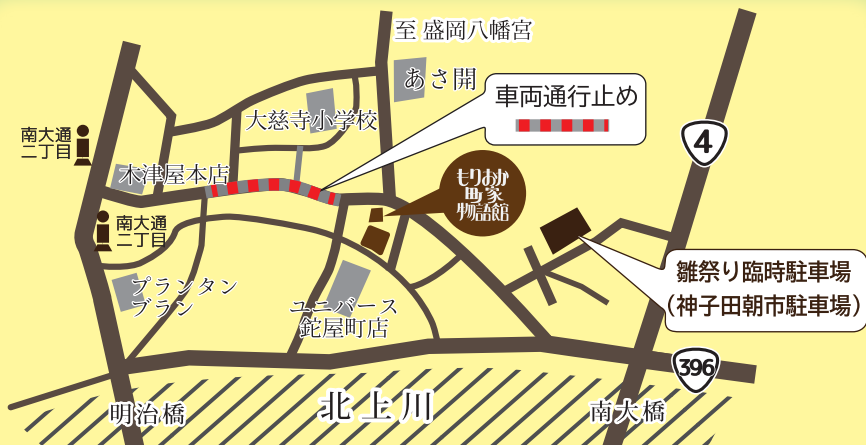 至 盛岡八幡宮
あさ開
車両通行止め
大慈寺小学校
南大通
二丁目
木津屋本店
4
もりおか
町家
物語館
南大通
二丁目
雛祭り臨時駐車場
(神子田朝市駐車場)
プランタン
ブラン
ユニバース
鉈屋町店
396
明治橋
北上川
南大橋